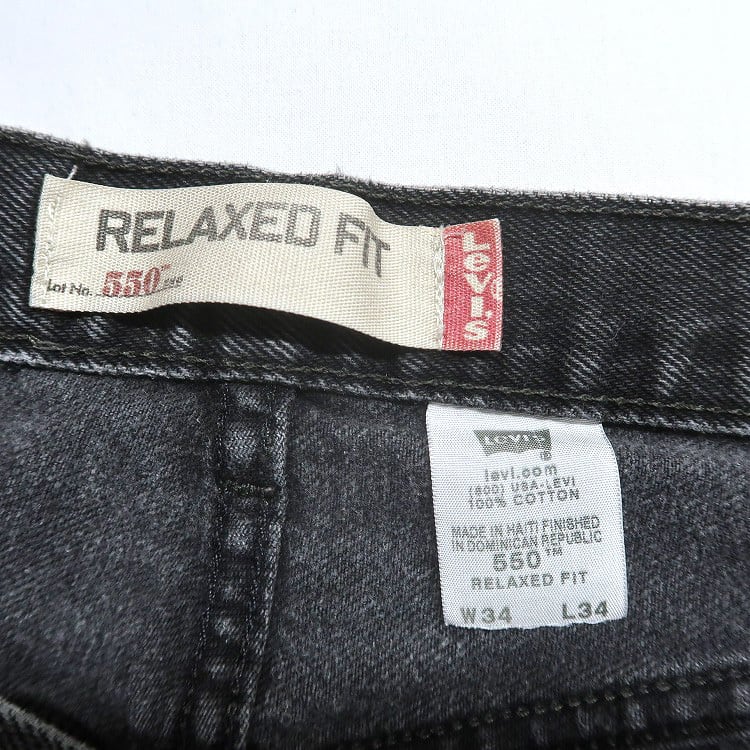 RELAXED FIT
Lot No. 550™
Levi's
LEVI'S
®
levi.com
(800) USA-LEVI
100% COTTON
MADE IN HAITI FINISHED
IN DOMINICAN REPUBLIC
550™
RELAXED FIT
W34 L34